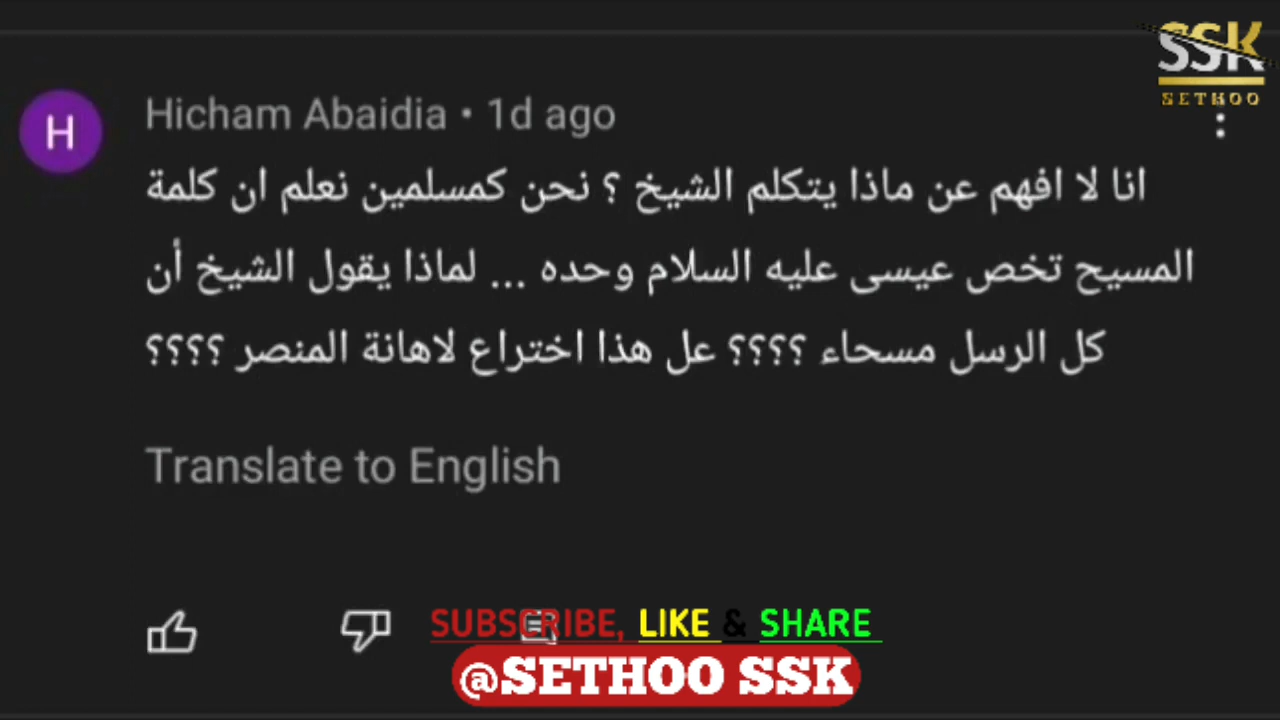 SSK
SETHOO
H
Hicham Abaidia • 1d ago
انا لا افهم عن ماذا يتكلم الشيخ ؟ نحن كمسلمين نعلم ان كلمة
المسيح تخص عيسى عليه السلام وحده ... لماذا يقول الشيخ أن
كل الرسل مسحاء ؟؟؟؟ عل هذا اختراع لاهانة المنصر ؟؟؟؟
Translate to English
SUBSCRIBE, LIKE & SHARE
@SETHOO SSK